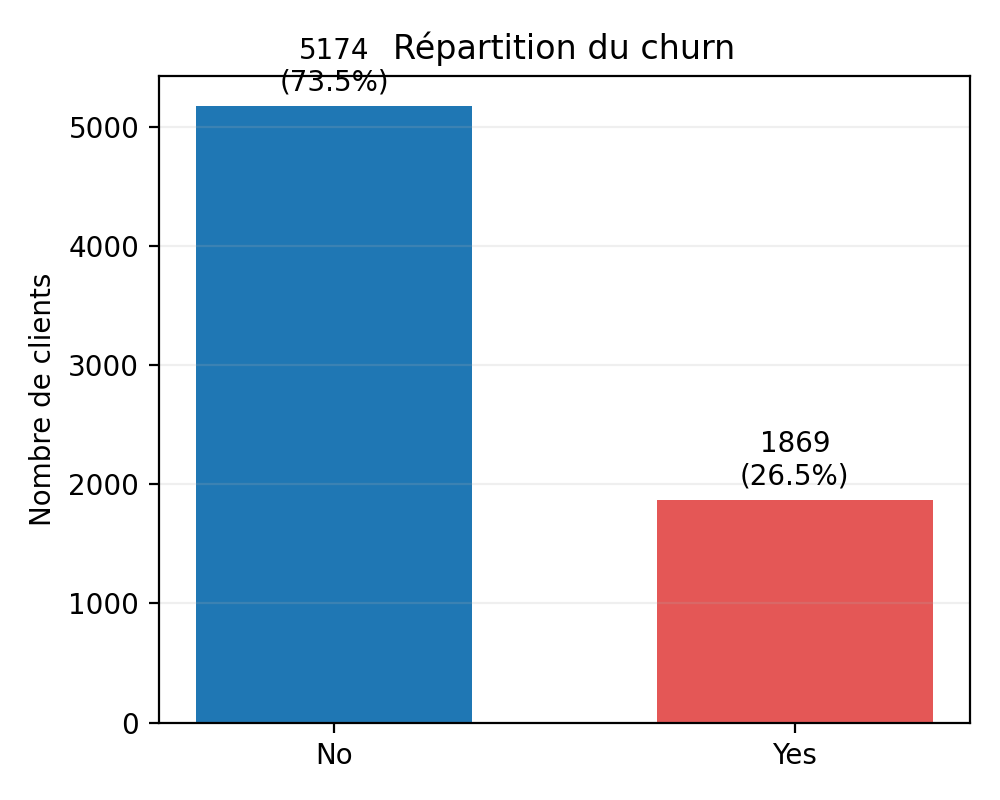 Répartition du churn
5174
(73.5%)
5000
4000
3000
2000
1000
0
Nombre de clients
1869
(26.5%)
No
Yes